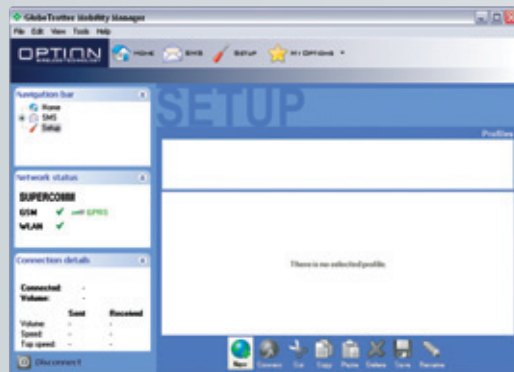 GlobeTrotter Mobility Manager
File Edit View Tools Help
OPTION
WIRELESS TECHNOLOGY
HOME
SMS
SETUP
MY OPTIONS
Navigation bar
Home
SMS
Setup
SETUP
Profiles
Network status
SUPERCOMM
GSM GPRS
WLAN
There is no selected profile.
Connection details
Connected: -
Volume: -
Sent Received
Volume: - -
Speed: - -
Top speed: - -
Disconnect
New Connect Cut Copy Paste Delete Save Rename